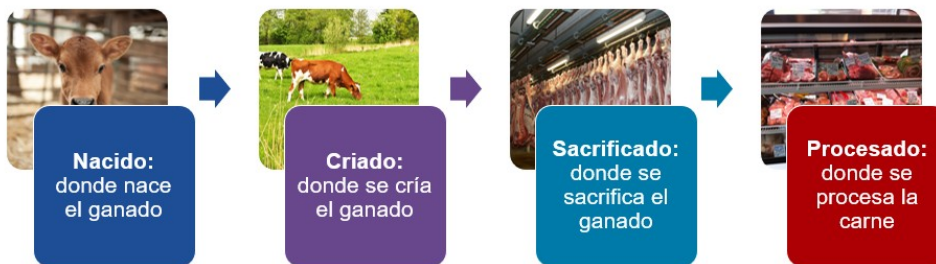 Nacido:
donde nace
el ganado
Criado:
donde se cría
el ganado
Sacrificado:
donde se
sacrifica el
ganado
Procesado:
donde se
procesa la
carne